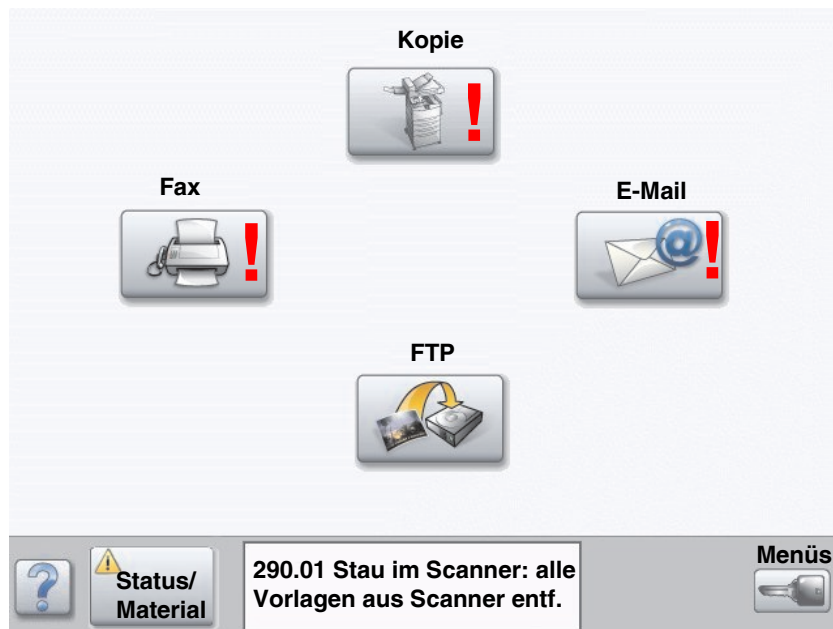 Kopie
Fax
E-Mail
FTP
Status/
Material
290.01 Stau im Scanner: alle
Vorlagen aus Scanner entf.
Menüs